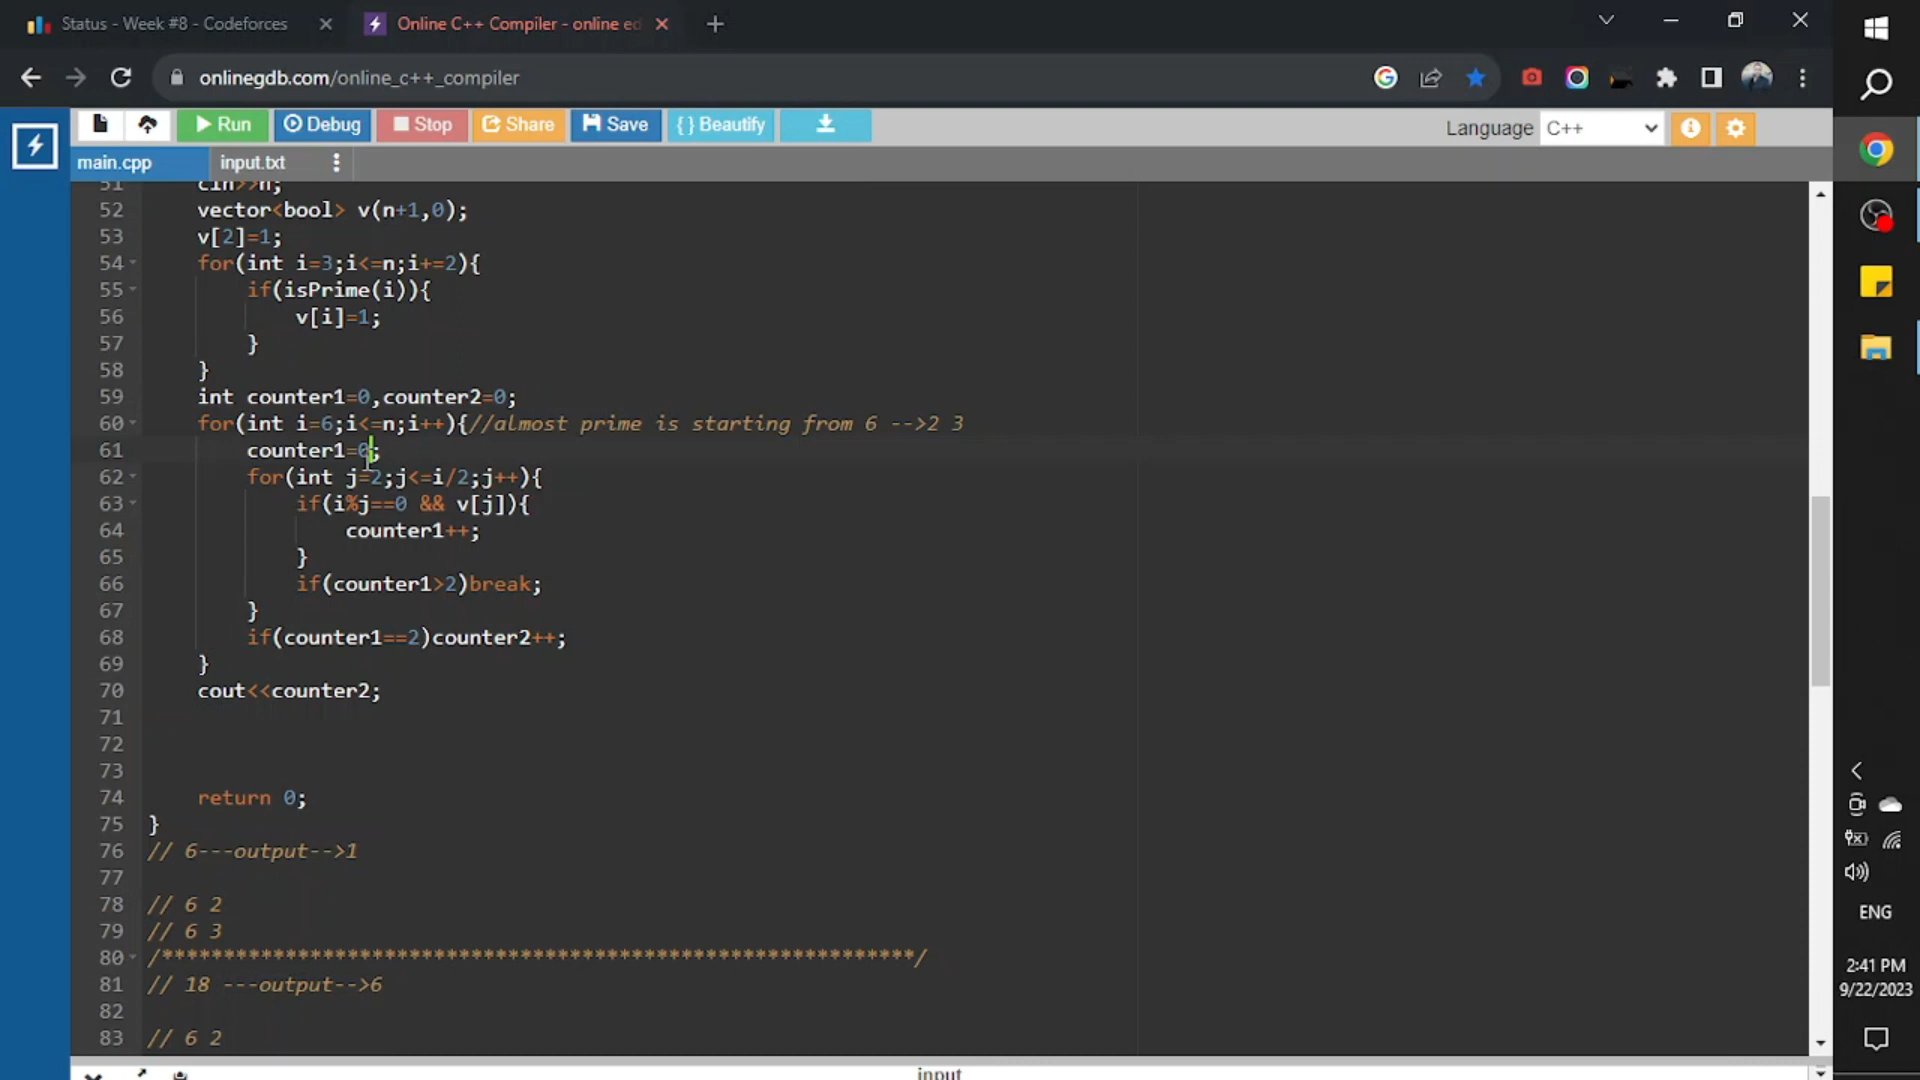 Status - Week #8 - Codeforces
Online C++ Compiler - online ed
onlinegdb.com/online_c++_compiler
Run
Debug
Stop
Share
Save
{ } Beautify
Language
C++
main.cpp
input.txt
51     cin>>n;
52     vector<bool> v(n+1,0);
53     v[2]=1;
54     for(int i=3;i<=n;i+=2){
55         if(isPrime(i)){
56             v[i]=1;
57         }
58     }
59     int counter1=0,counter2=0;
60     for(int i=6;i<=n;i++){//almost prime is starting from 6 -->2 3
61         counter1=0;
62         for(int j=2;j<=i/2;j++){
63             if(i%j==0 && v[j]){
64                 counter1++;
65             }
66             if(counter1>2)break;
67         }
68         if(counter1==2)counter2++;
69     }
70     cout<<counter2;
71
72
73
74     return 0;
75 }
76 // 6---output-->1
77
78 // 6 2
79 // 6 3
80 /*************************************************************/
81 // 18 ---output-->6
82
83 // 6 2
input
ENG
2:41 PM
9/22/2023